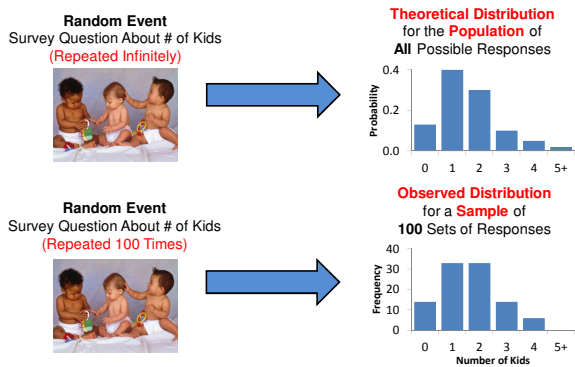 Random Event
Survey Question About # of Kids
(Repeated Infinitely)
Theoretical Distribution
for the Population of
All Possible Responses
Probability
0.4
0.2
0.0
0 1 2 3 4 5+
Random Event
Survey Question About # of Kids
(Repeated 100 Times)
Observed Distribution
for a Sample of
100 Sets of Responses
Frequency
40
30
20
10
0
0 1 2 3 4 5+
Number of Kids